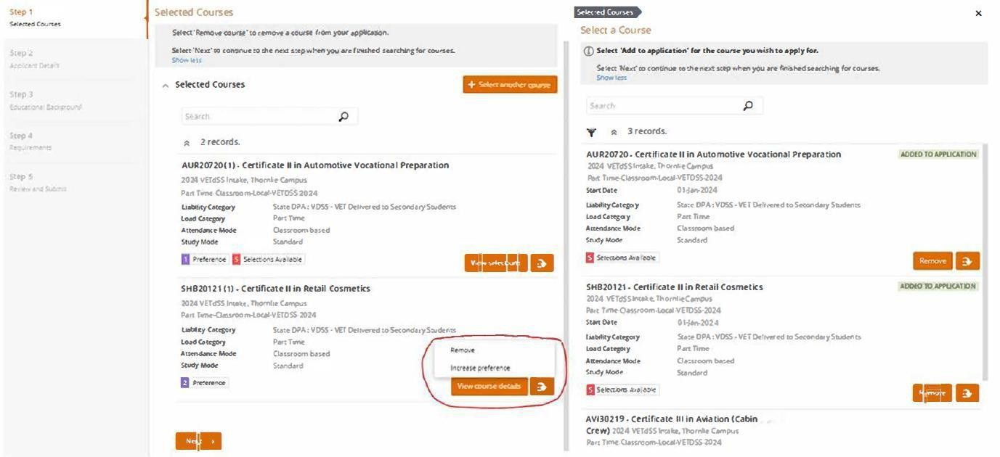 Step 1
Selected Courses
Step 2
Applicant Details
Step 3
Educational Background
Step 4
Requirements
Step 5
Review and Submit
Selected Courses
Select 'Remove course' to remove a course from your application.
Select 'Next' to continue to the next step when you are finished searching for courses.
Show less
Selected Courses
+ Select another course
Search
2 records.
AUR20720 (1) - Certificate II in Automotive Vocational Preparation
2024 VETdSS Intake, Thornlie Campus
Part Time-Classroom-Local-VETDSS 2024
Liability Category State DPA : VDSS - VET Delivered to Secondary Students
Load Category Part Time
Attendance Mode Classroom based
Study Mode Standard
1 Preference S Selections Available
View selections
SHB20121 (1) - Certificate II in Retail Cosmetics
2024 VETdSS Intake, Thornlie Campus
Part Time-Classroom-Local-VETDSS-2024
Liability Category State DPA : VDSS - VET Delivered to Secondary Students
Load Category Part Time
Attendance Mode Classroom based
Study Mode Standard
2 Preference
Remove
Increase preference
View course details
Next
Selected Courses
Select a Course
Select 'Add to application' for the course you wish to apply for.
Select 'Next' to continue to the next step when you are finished searching for courses.
Show less
Search
3 records.
AUR20720 - Certificate II in Automotive Vocational Preparation ADDED TO APPLICATION
2024 VETdSS Intake, Thornlie Campus
Part Time-Classroom-Local-VETDSS-2024
Start Date 01-Jan-2024
Liability Category State DPA : VDSS - VET Delivered to Secondary Students
Load Category Part Time
Attendance Mode Classroom based
Study Mode Standard
S Selections Available
Remove
SHB20121 - Certificate II in Retail Cosmetics ADDED TO APPLICATION
2024 VETdSS Intake, Thornlie Campus
Part Time-Classroom-Local-VETDSS-2024
Start Date 01-Jan-2024
Liability Category State DPA : VDSS - VET Delivered to Secondary Students
Load Category Part Time
Attendance Mode Classroom based
Study Mode Standard
S Selections Available
Remove
AVI30219 - Certificate III in Aviation (Cabin
Crew) 2024 VETdSS Intake, Thornlie Campus
Part Time-Classroom-Local-VETDSS-2024